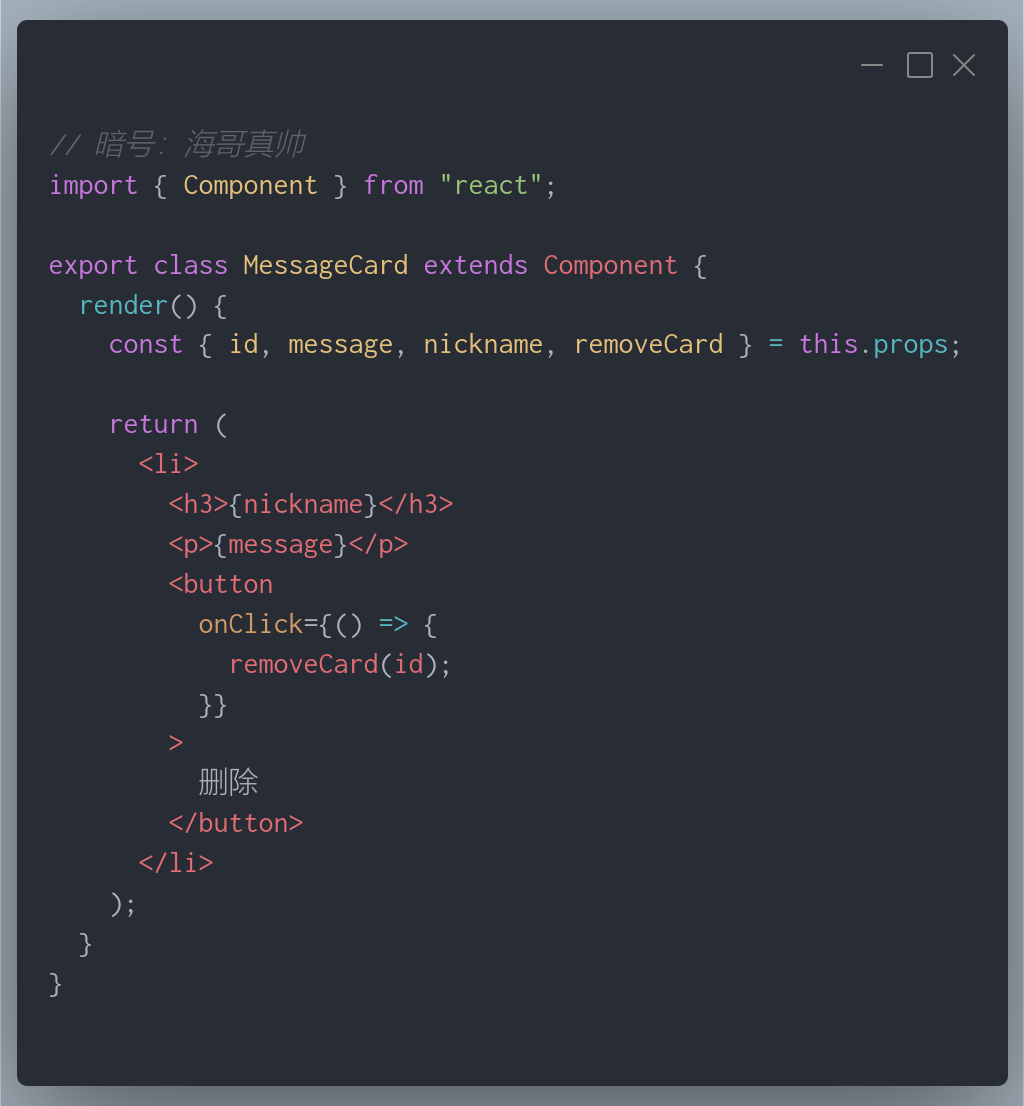 // 暗号: 海哥真帅
import { Component } from "react";
export class MessageCard extends Component {
render() {
const { id, message, nickname, removeCard } = this.props;
return (
<li>
<h3>{nickname}</h3>
<p>{message}</p>
<button
onClick={() => {
removeCard(id);
}}
>
删除
</button>
</li>
);
}
}